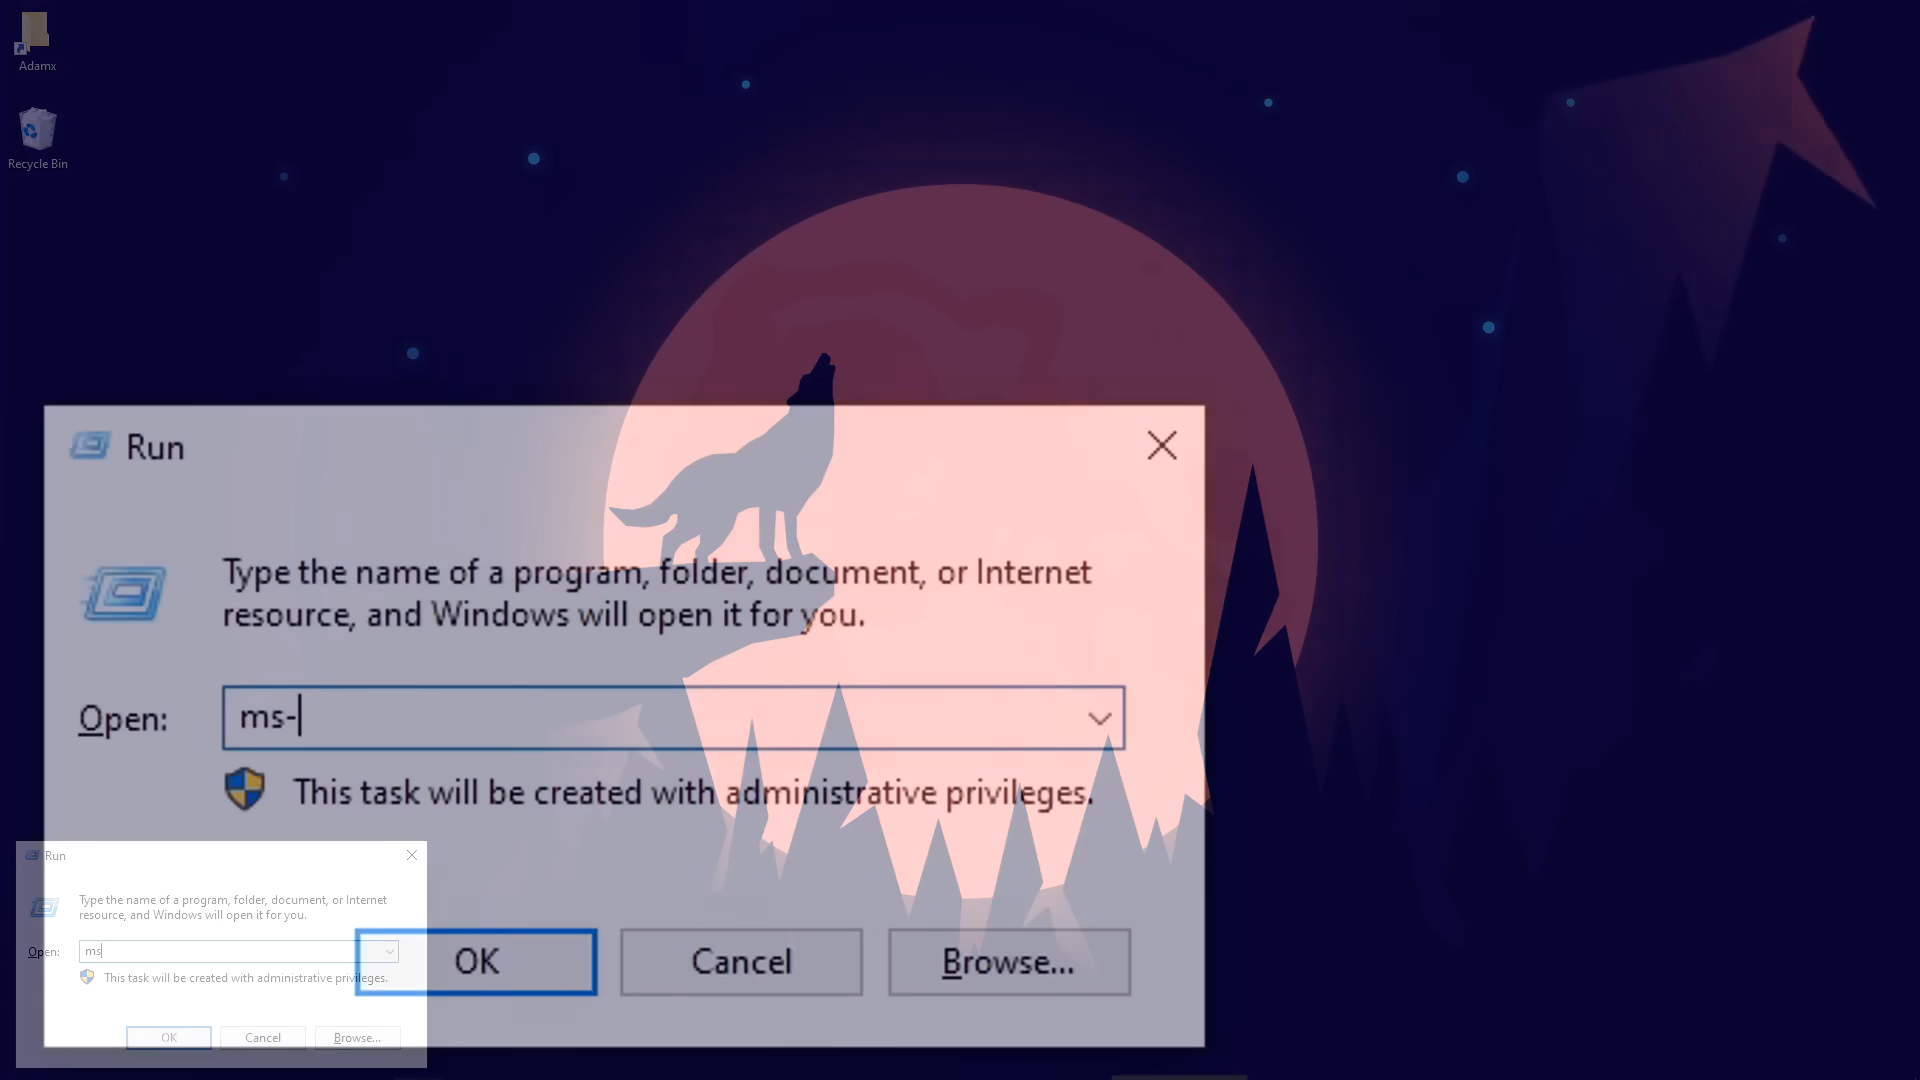 Adamx
Recycle Bin
Run
Type the name of a program, folder, document, or Internet
resource, and Windows will open it for you.
Open:
ms-
This task will be created with administrative privileges.
OK
Cancel
Browse...
Run
Type the name of a program, folder, document, or Internet
resource, and Windows will open it for you.
Open:
ms
This task will be created with administrative privileges.
OK
Cancel
Browse...